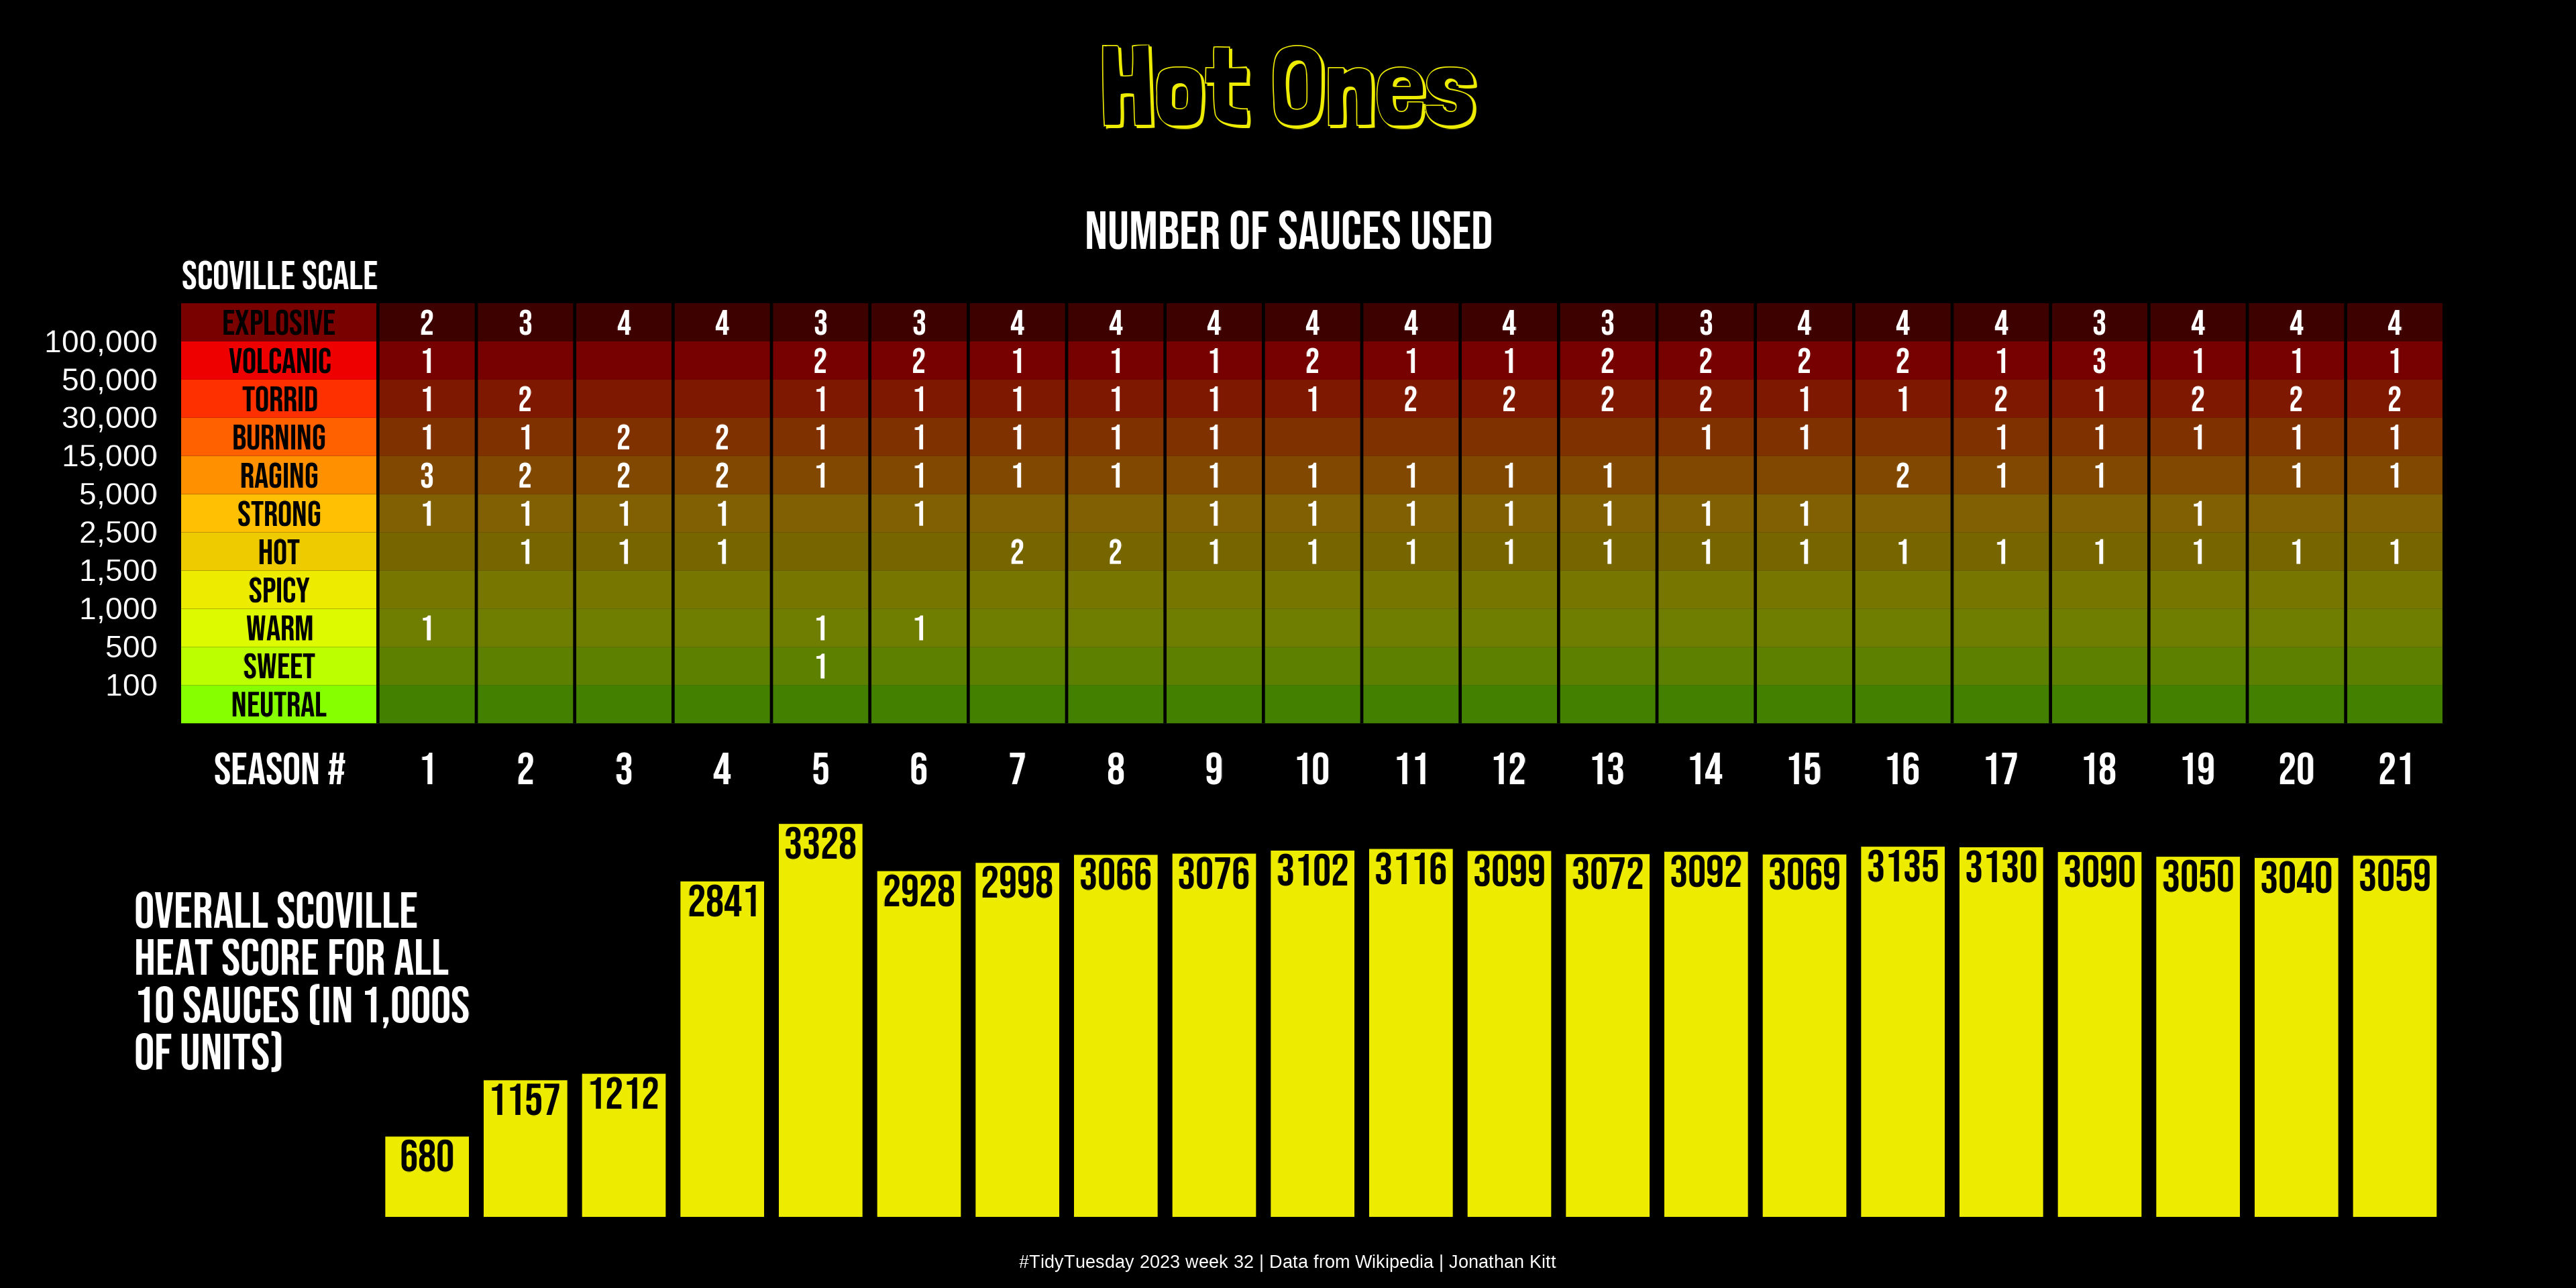 Hot Ones
NUMBER OF SAUCES USED
SCOVILLE SCALE
EXPLOSIVE 2 3 4 4 3 3 4 4 4 4 4 4 3 3 4 4 4 3 4 4 4
100,000
VOLCANIC 1 2 2 1 1 1 2 1 1 2 2 2 2 1 3 1 1 1
50,000
TORRID 1 2 1 1 1 1 1 1 2 2 2 2 1 1 2 1 2 2 2
30,000
BURNING 1 1 2 2 1 1 1 1 1 1 1 1 1 1 1 1
15,000
RAGING 3 2 2 2 1 1 1 1 1 1 1 1 1 2 1 1 1 1
5,000
STRONG 1 1 1 1 1 1 1 1 1 1 1 1 1
2,500
HOT 1 1 1 2 2 1 1 1 1 1 1 1 1 1 1 1 1 1
1,500
SPICY
1,000
WARM 1 1 1
500
SWEET 1
100
NEUTRAL
SEASON # 1 2 3 4 5 6 7 8 9 10 11 12 13 14 15 16 17 18 19 20 21
OVERALL SCOVILLE
HEAT SCORE FOR ALL
10 SAUCES (IN 1,000S
OF UNITS)
680 1157 1212 2841 3328 2928 2998 3066 3076 3102 3116 3099 3072 3092 3069 3135 3130 3090 3050 3040 3059
#TidyTuesday 2023 week 32 | Data from Wikipedia | Jonathan Kitt